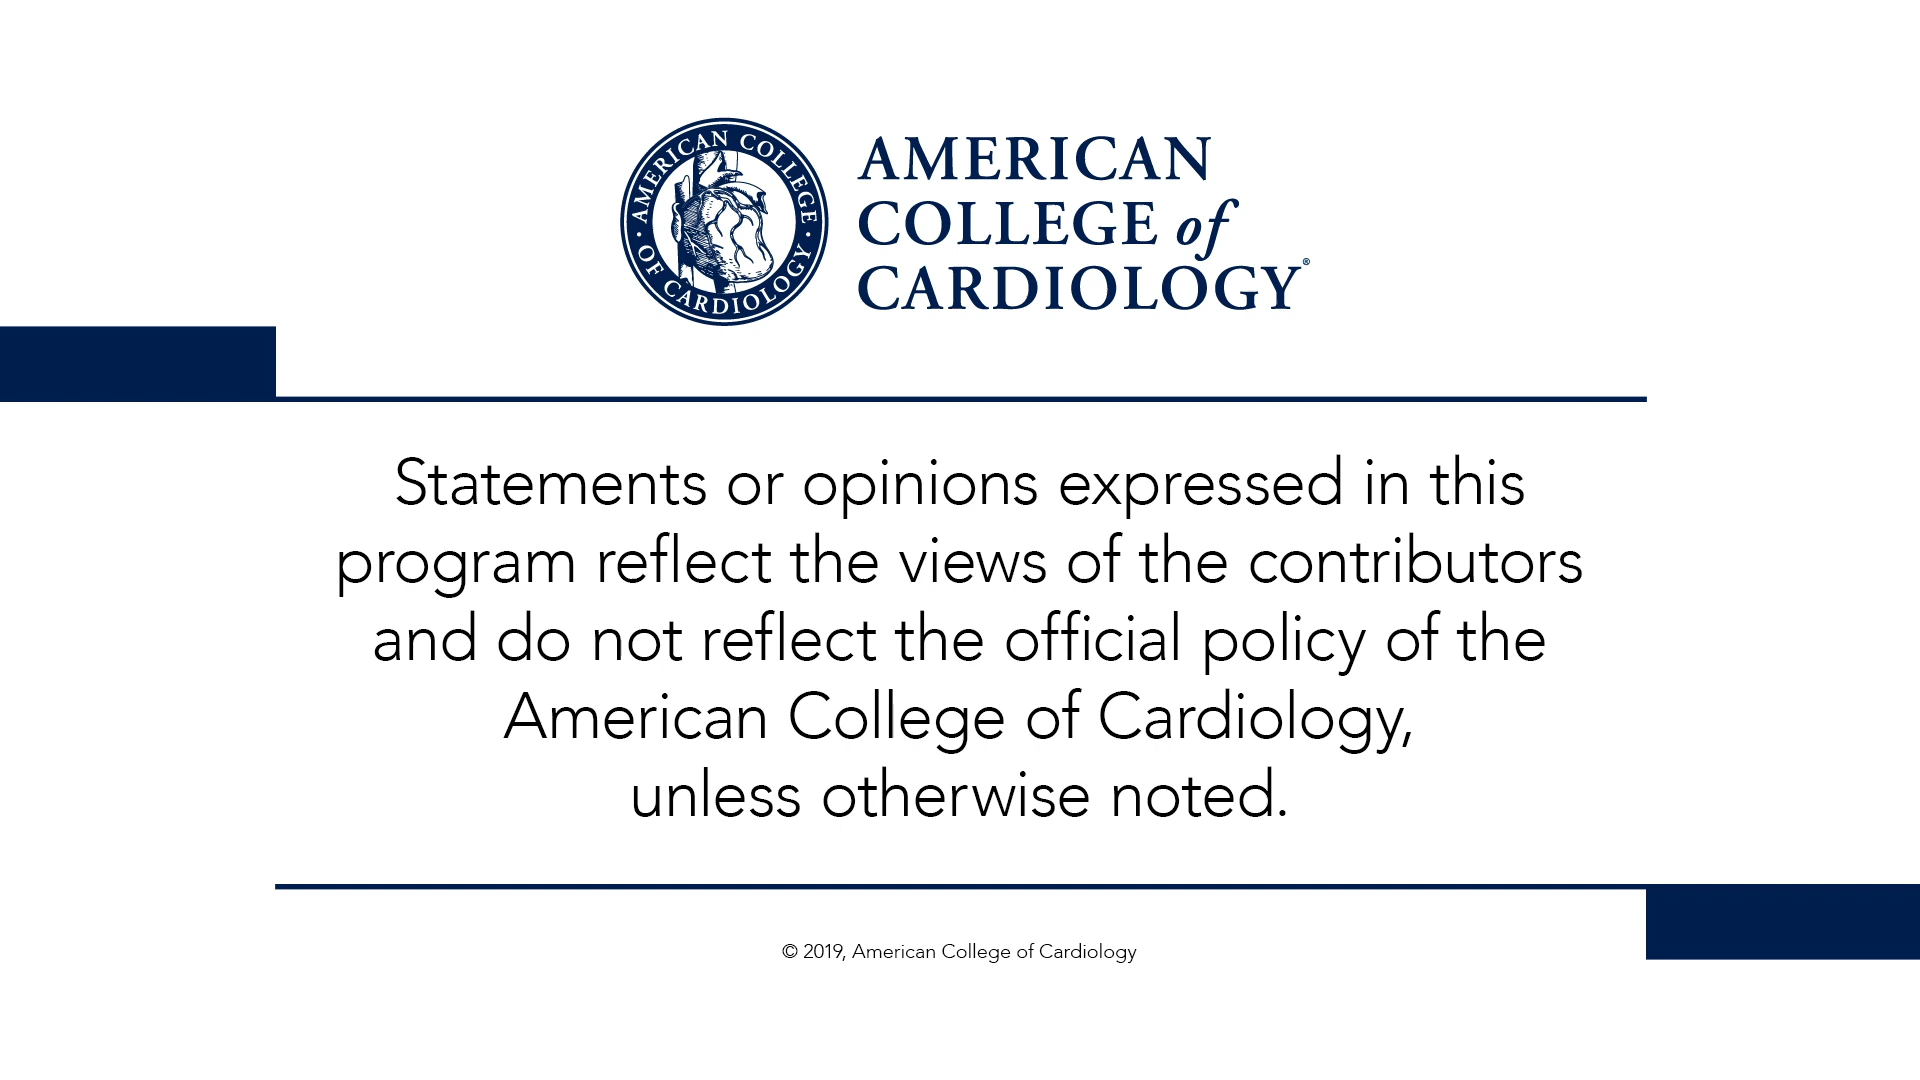 AMERICAN COLLEGE
· OF CARDIOLOGY ·
AMERICAN
COLLEGE of
CARDIOLOGY®
Statements or opinions expressed in this
program reflect the views of the contributors
and do not reflect the official policy of the
American College of Cardiology,
unless otherwise noted.
© 2019, American College of Cardiology